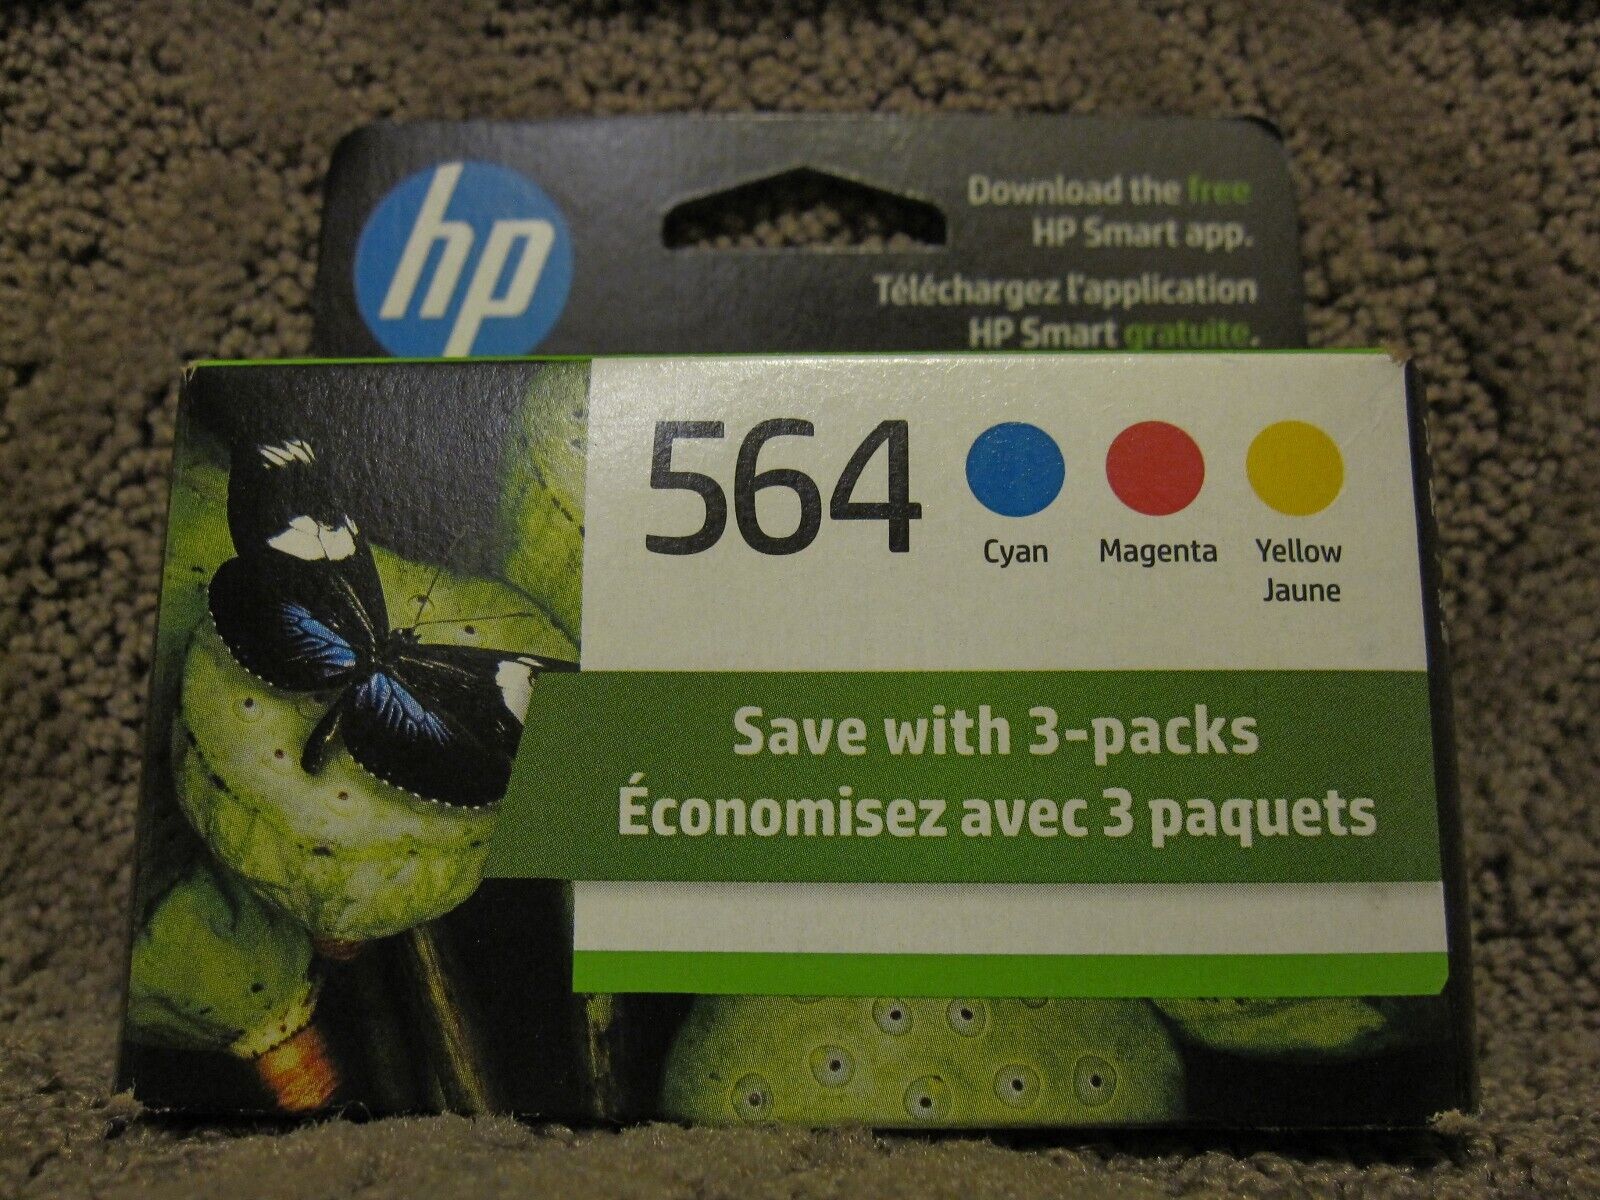 hp
Download the free
HP Smart app.
Téléchargez l'application
HP Smart gratuite.
564
Cyan
Magenta
Yellow
Jaune
Save with 3-packs
Économisez avec 3 paquets